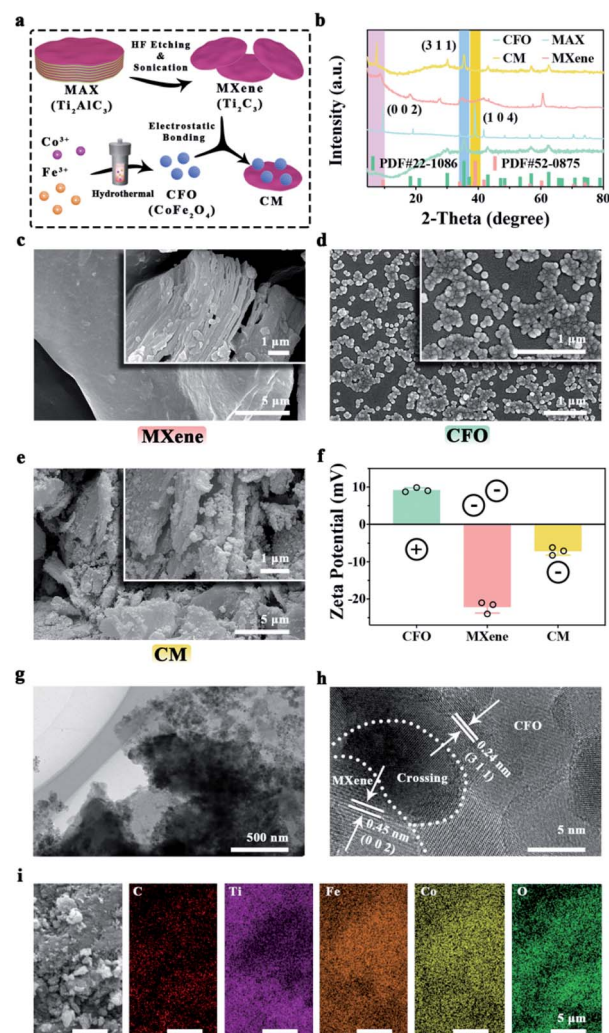 a
HF Etching
& Sonication
MAX
(Ti₂AlC₃)
MXene
(Ti₂C₃)
Co³⁺
Fe³⁺
Electrostatic
Bonding
Hydrothermal
CFO
(CoFe₂O₄)
CM
b
CFO
MAX
CM
MXene
(3 1 1)
(0 0 2)
(1 0 4)
PDF#22-1086
PDF#52-0875
Intensity (a.u.)
10 20 30 40 50 60 70 80
2-Theta (degree)
c
1 μm
5 μm
MXene
d
1 μm
1 μm
CFO
e
1 μm
5 μm
CM
f
Zeta Potential (mV)
10
0
-10
-20
+
-
-
-
CFO MXene CM
g
500 nm
h
CFO
0.24 nm
(3 1 1)
MXene
Crossing
0.45 nm
(0 0 2)
5 nm
i
C
Ti
Fe
Co
O
5 μm